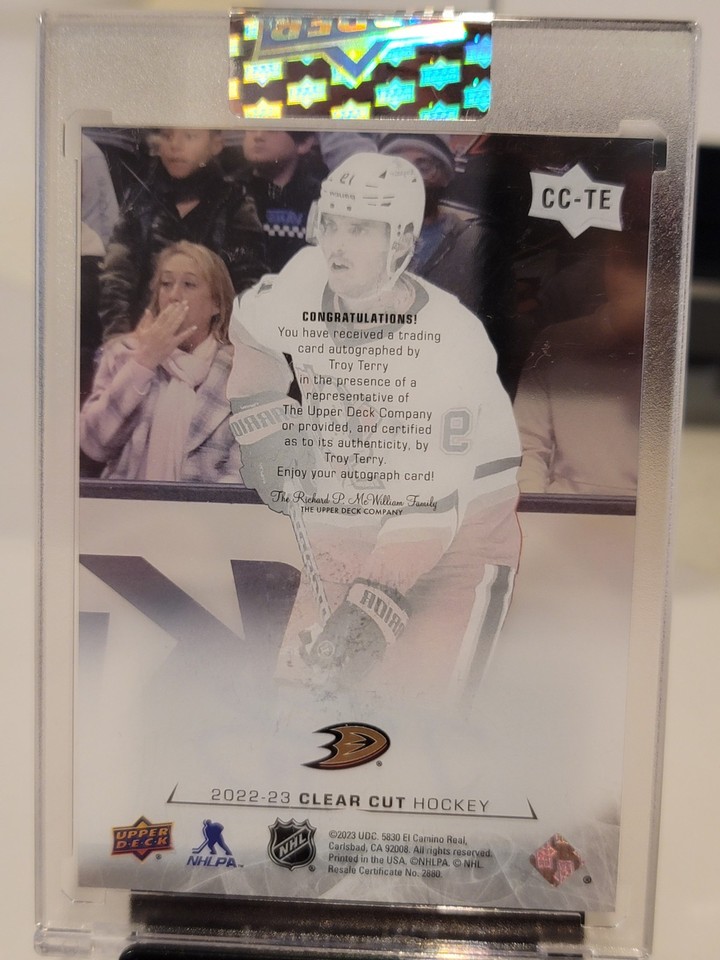 CC-TE
CONGRATULATIONS!
You have received a trading
card autographed by
Troy Terry
in the presence of a
representative of
The Upper Deck Company
or provided, and certified
as to its authenticity, by
Troy Terry.
Enjoy your autograph card!
The Richard P. McWilliam Family
THE UPPER DECK COMPANY
2022-23 CLEAR CUT HOCKEY
UPPER
DECK
NHLPA
NHL
©2023 UDC. 5830 El Camino Real,
Carlsbad, CA 92008. All rights reserved.
Printed in the USA. ©NHLPA. © NHL.
Resale Certificate No. 2880.